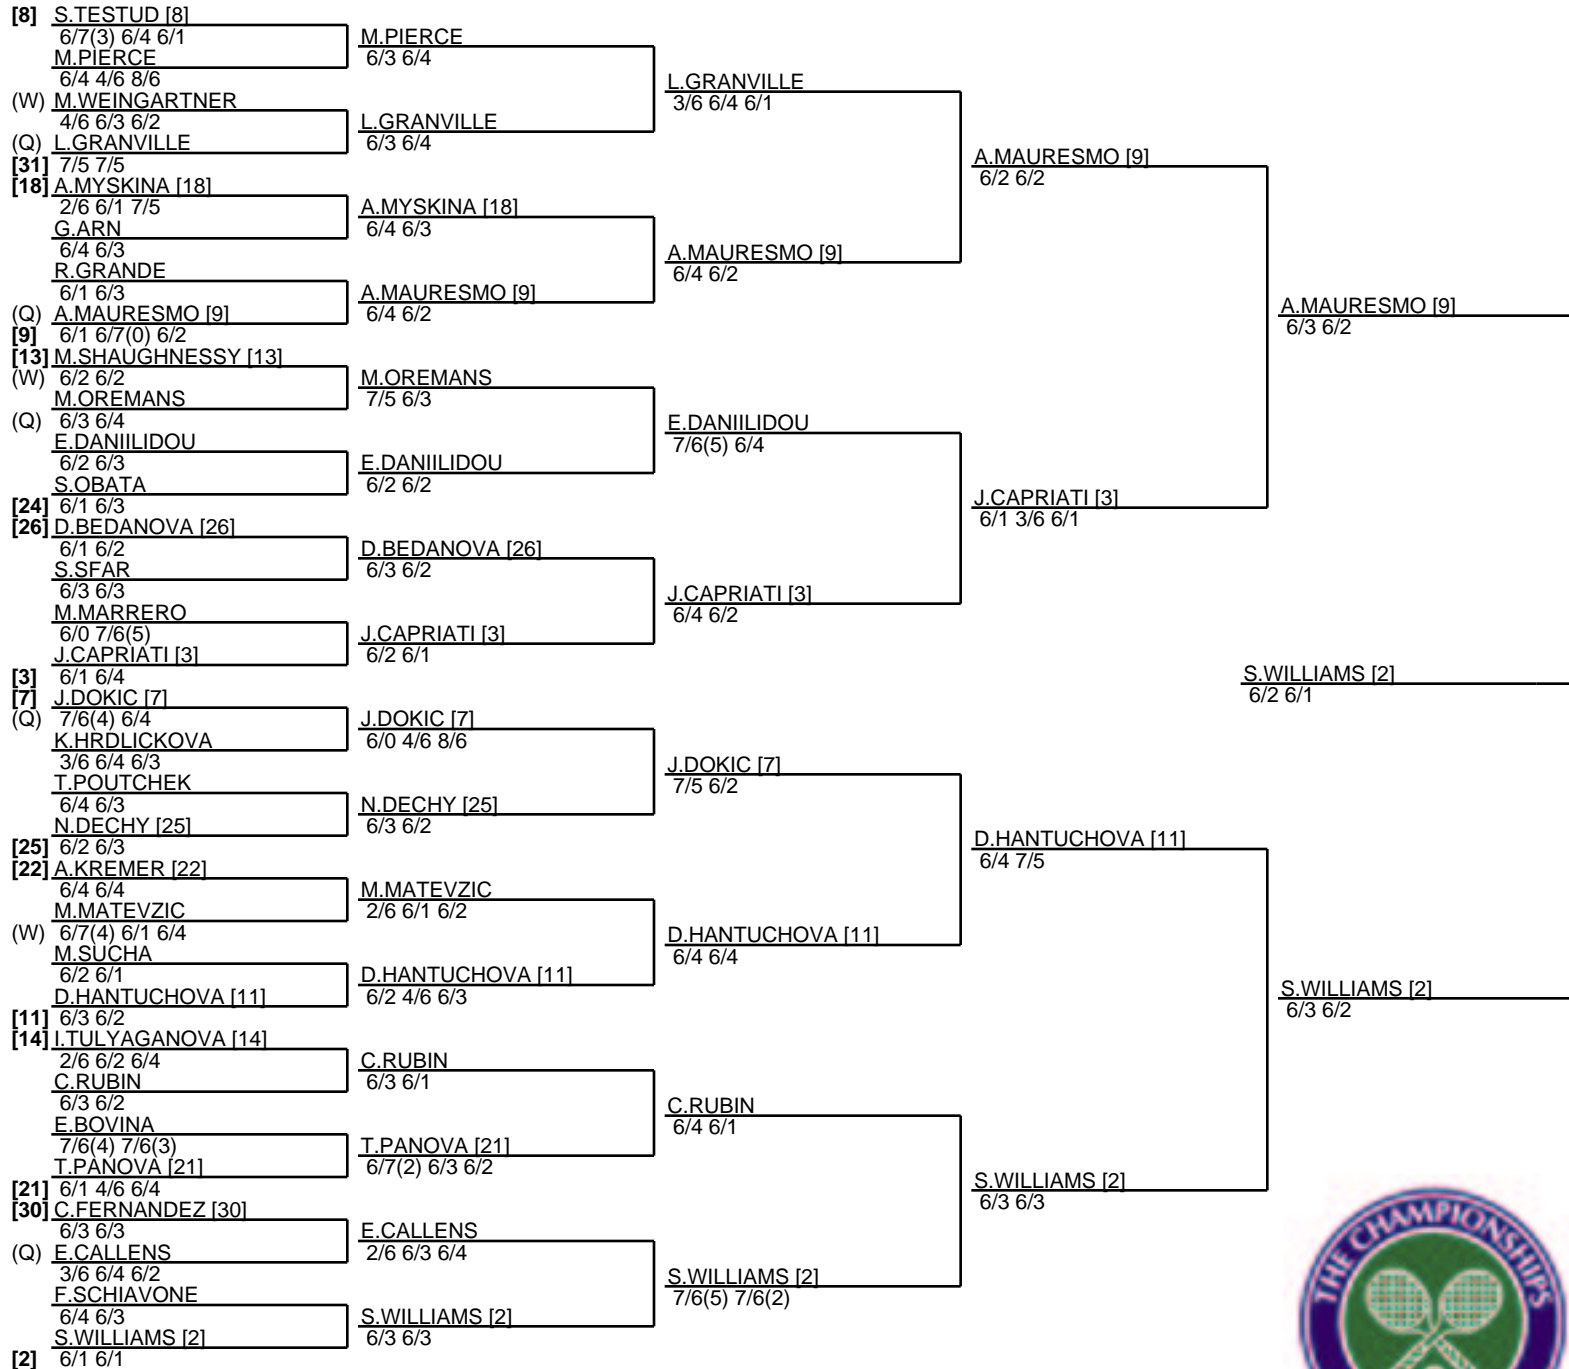 [8] S.TESTUD [8]
6/7(3) 6/4 6/1
M.PIERCE
6/4 4/6 8/6
(W) M.WEINGARTNER
4/6 6/3 6/2
(Q) L.GRANVILLE
[31] 7/5 7/5
[18] A.MYSKINA [18]
2/6 6/1 7/5
G.ARN
6/4 6/3
R.GRANDE
6/1 6/3
(Q) A.MAURESMO [9]
[9] 6/1 6/7(0) 6/2
[13] M.SHAUGHNESSY [13]
(W) 6/2 6/2
M.OREMANS
(Q) 6/3 6/4
E.DANIILIDOU
6/2 6/3
S.OBATA
[24] 6/1 6/3
[26] D.BEDANOVA [26]
6/1 6/2
S.SFAR
6/3 6/3
M.MARRERO
6/0 7/6(5)
J.CAPRIATI [3]
[3] 6/1 6/4
[7] J.DOKIC [7]
(Q) 7/6(4) 6/4
K.HRDLICKOVA
3/6 6/4 6/3
T.POUTCHEK
6/4 6/3
N.DECHY [25]
[25] 6/2 6/3
[22] A.KREMER [22]
6/4 6/4
M.MATEVZIC
(W) 6/7(4) 6/1 6/4
M.SUCHA
6/2 6/1
D.HANTUCHOVA [11]
[11] 6/3 6/2
[14] I.TULYAGANOVA [14]
2/6 6/2 6/4
C.RUBIN
6/3 6/2
E.BOVINA
7/6(4) 7/6(3)
T.PANOVA [21]
[21] 6/1 4/6 6/4
[30] C.FERNANDEZ [30]
6/3 6/3
(Q) E.CALLENS
3/6 6/4 6/2
F.SCHIAVONE
6/4 6/3
S.WILLIAMS [2]
[2] 6/1 6/1
M.PIERCE
6/3 6/4
L.GRANVILLE
6/3 6/4
A.MYSKINA [18]
6/4 6/3
A.MAURESMO [9]
6/4 6/2
M.OREMANS
7/5 6/3
E.DANIILIDOU
6/2 6/2
D.BEDANOVA [26]
6/3 6/2
J.CAPRIATI [3]
6/2 6/1
J.DOKIC [7]
6/0 4/6 8/6
N.DECHY [25]
6/3 6/2
M.MATEVZIC
2/6 6/1 6/2
D.HANTUCHOVA [11]
6/2 4/6 6/3
C.RUBIN
6/3 6/1
T.PANOVA [21]
6/7(2) 6/3 6/2
E.CALLENS
2/6 6/3 6/4
S.WILLIAMS [2]
6/3 6/3
L.GRANVILLE
3/6 6/4 6/1
A.MAURESMO [9]
6/4 6/2
E.DANIILIDOU
7/6(5) 6/4
J.CAPRIATI [3]
6/4 6/2
J.DOKIC [7]
7/5 6/2
D.HANTUCHOVA [11]
6/4 6/4
C.RUBIN
6/4 6/1
S.WILLIAMS [2]
7/6(5) 7/6(2)
A.MAURESMO [9]
6/2 6/2
J.CAPRIATI [3]
6/1 3/6 6/1
D.HANTUCHOVA [11]
6/4 7/5
S.WILLIAMS [2]
6/3 6/3
A.MAURESMO [9]
6/3 6/2
S.WILLIAMS [2]
6/3 6/2
S.WILLIAMS [2]
6/2 6/1
THE CHAMPIONSHIPS